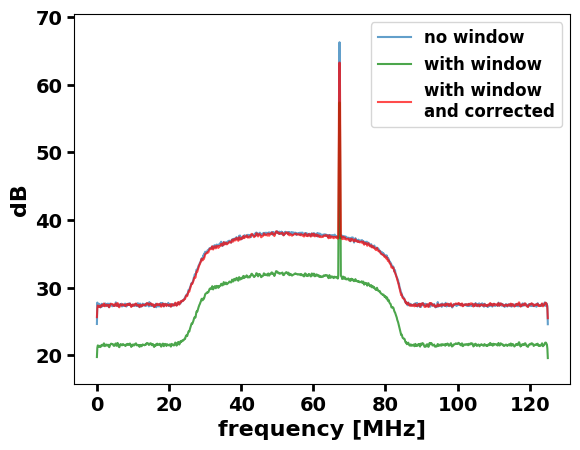 70
60
50
40
30
20
dB
0 20 40 60 80 100 120
frequency [MHz]
no window
with window
with window
and corrected